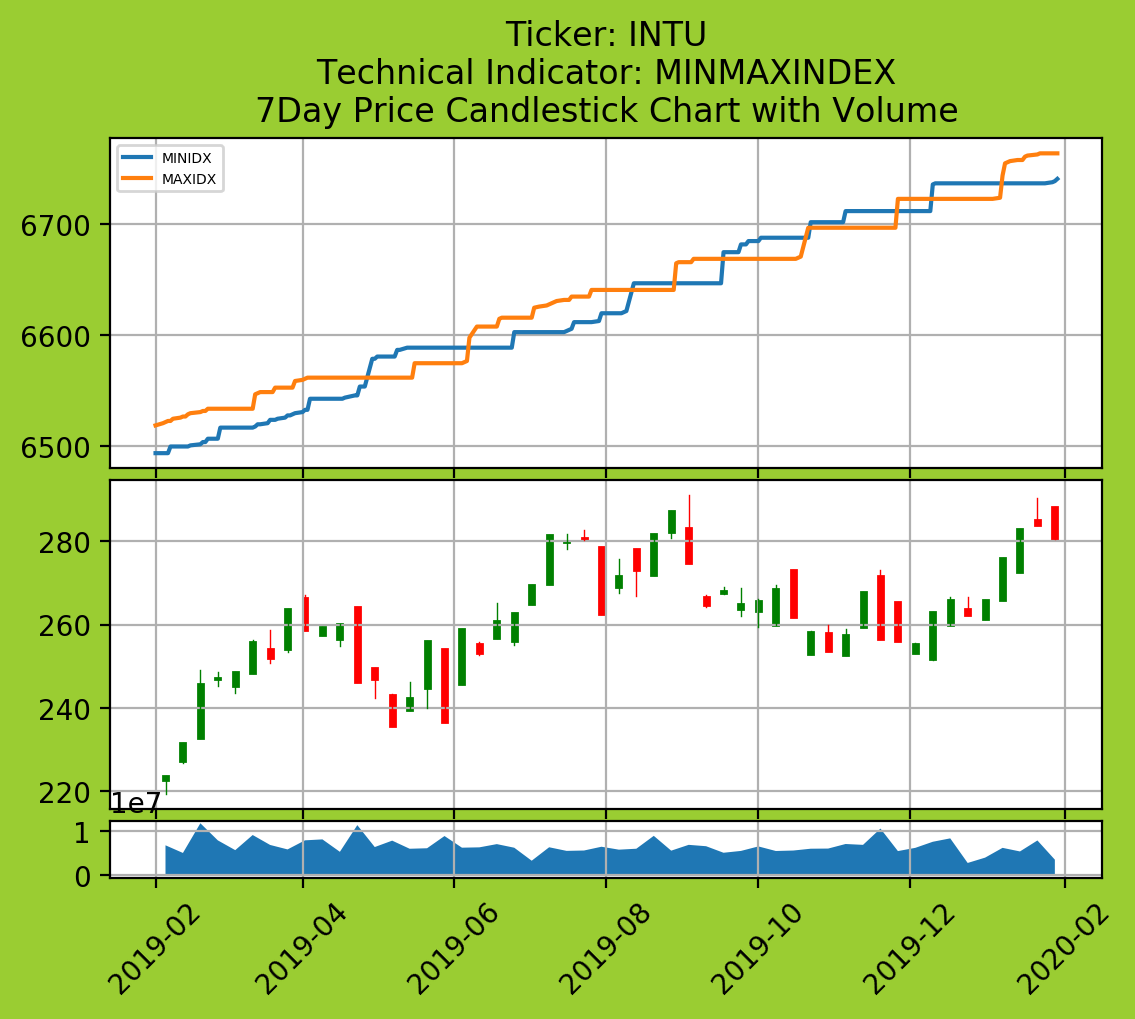 Ticker: INTU
Technical Indicator: MINMAXINDEX
7Day Price Candlestick Chart with Volume
MINIDX
MAXIDX
6700
6600
6500
280
260
240
220
1e7
1
0
2019-02
2019-04
2019-06
2019-08
2019-10
2019-12
2020-02